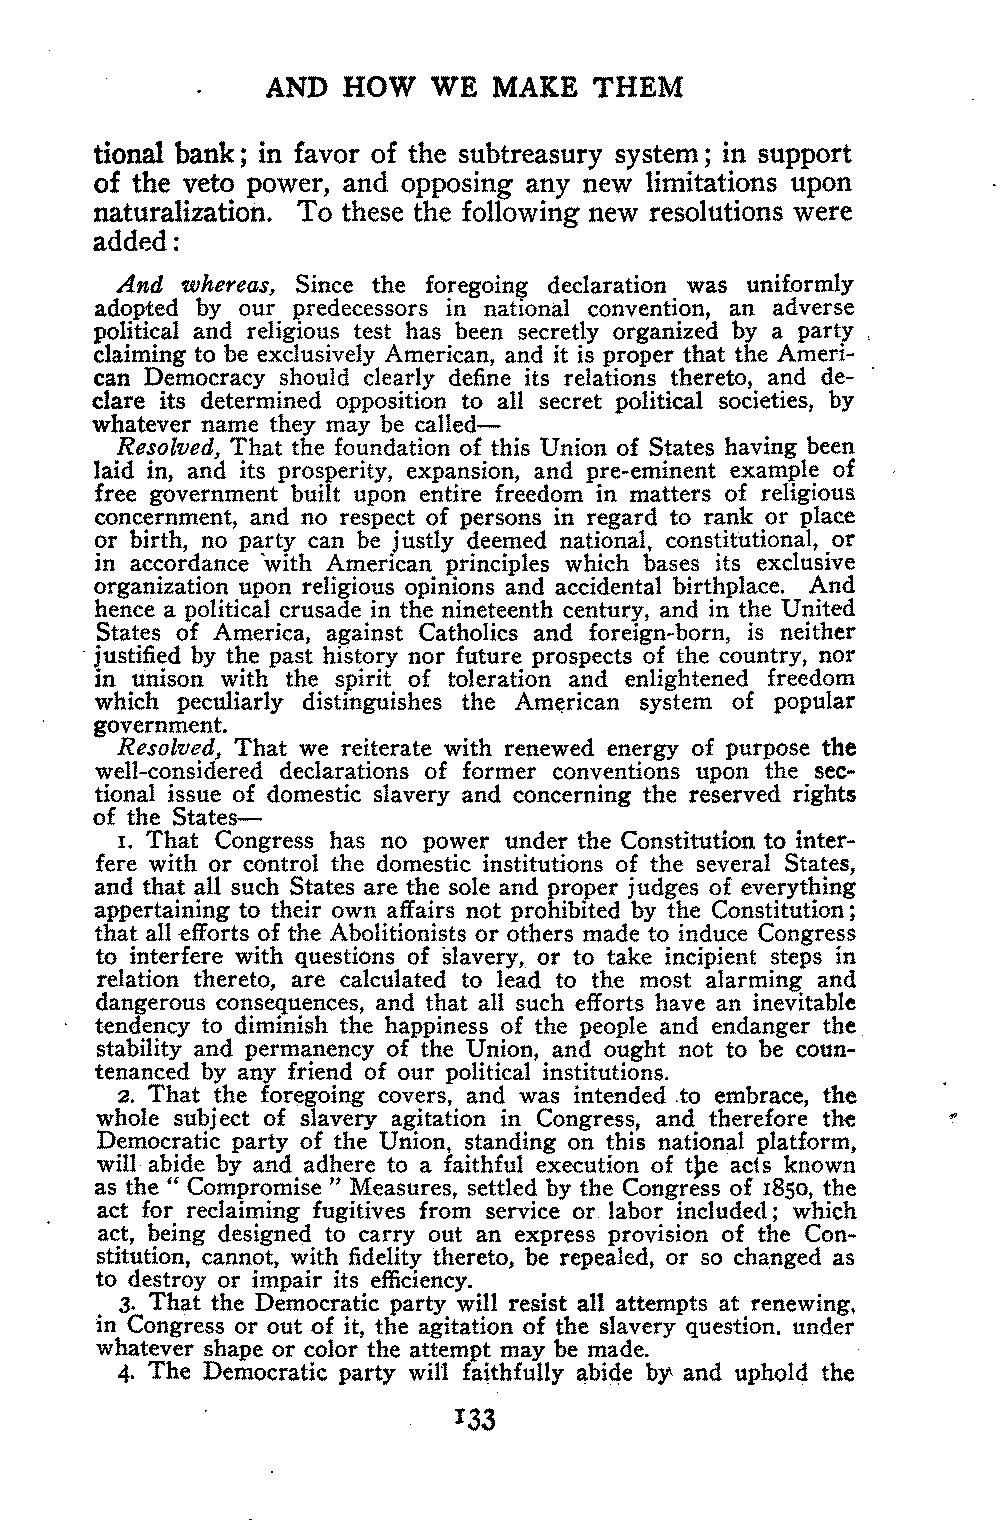 AND HOW WE MAKE THEM
tional bank; in favor of the subtreasury system; in support
of the veto power, and opposing any new limitations upon
naturalization. To these the following new resolutions were
added:
And whereas, Since the foregoing declaration was uniformly
adopted by our predecessors in national convention, an adverse
political and religious test has been secretly organized by a party
claiming to be exclusively American, and it is proper that the Ameri-
can Democracy should clearly define its relations thereto, and de-
clare its determined opposition to all secret political societies, by
whatever name they may be called—
Resolved, That the foundation of this Union of States having been
laid in, and its prosperity, expansion, and pre-eminent example of
free government built upon entire freedom in matters of religious
concernment, and no respect of persons in regard to rank or place
or birth, no party can be justly deemed national, constitutional, or
in accordance with American principles which bases its exclusive
organization upon religious opinions and accidental birthplace. And
hence a political crusade in the nineteenth century, and in the United
States of America, against Catholics and foreign-born, is neither
justified by the past history nor future prospects of the country, nor
in unison with the spirit of toleration and enlightened freedom
which peculiarly distinguishes the American system of popular
government.
Resolved, That we reiterate with renewed energy of purpose the
well-considered declarations of former conventions upon the sec-
tional issue of domestic slavery and concerning the reserved rights
of the States—
1. That Congress has no power under the Constitution to inter-
fere with or control the domestic institutions of the several States,
and that all such States are the sole and proper judges of everything
appertaining to their own affairs not prohibited by the Constitution;
that all efforts of the Abolitionists or others made to induce Congress
to interfere with questions of slavery, or to take incipient steps in
relation thereto, are calculated to lead to the most alarming and
dangerous consequences, and that all such efforts have an inevitable
tendency to diminish the happiness of the people and endanger the
stability and permanency of the Union, and ought not to be coun-
tenanced by any friend of our political institutions.
2. That the foregoing covers, and was intended to embrace, the
whole subject of slavery agitation in Congress, and therefore the
Democratic party of the Union, standing on this national platform,
will abide by and adhere to a faithful execution of the acts known
as the “ Compromise ” Measures, settled by the Congress of 1850, the
act for reclaiming fugitives from service or labor included; which
act, being designed to carry out an express provision of the Con-
stitution, cannot, with fidelity thereto, be repealed, or so changed as
to destroy or impair its efficiency.
3. That the Democratic party will resist all attempts at renewing,
in Congress or out of it, the agitation of the slavery question, under
whatever shape or color the attempt may be made.
4. The Democratic party will faithfully abide by and uphold the
133